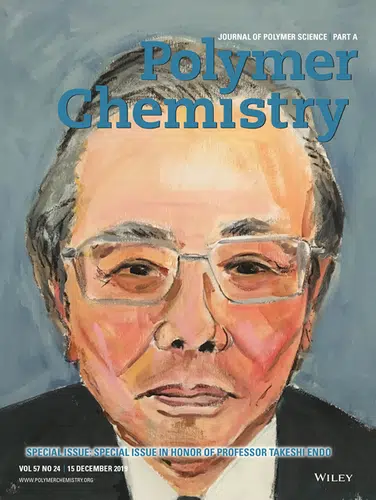 JOURNAL OF POLYMER SCIENCE PART A
Polymer
Chemistry
SPECIAL ISSUE: SPECIAL ISSUE IN HONOR OF PROFESSOR TAKESHI ENDO
VOL 57 NO 24 | 15 DECEMBER 2019
WWW.POLYMERCHEMISTRY.ORG
WILEY